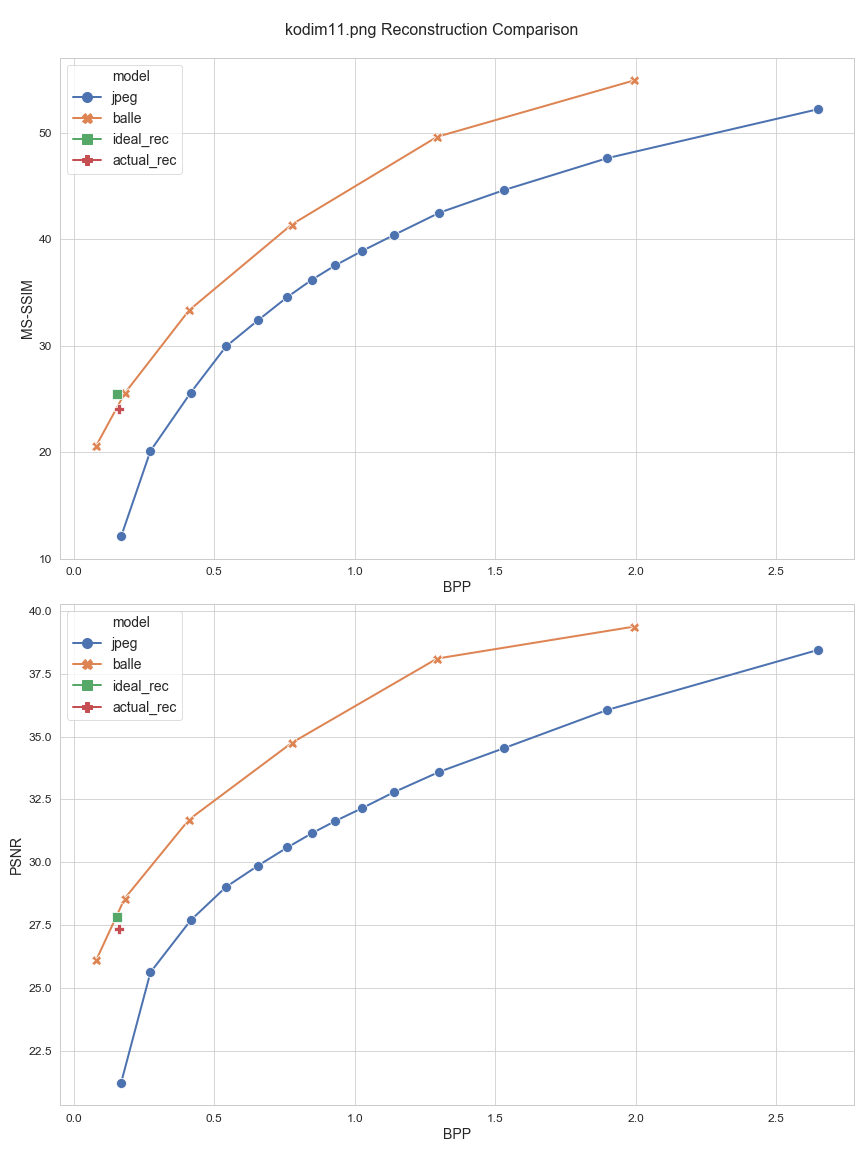 kodim11.png Reconstruction Comparison
model
jpeg
balle
ideal_rec
actual_rec
MS-SSIM
50
40
30
20
10
0.0 0.5 1.0 1.5 2.0 2.5
BPP
model
jpeg
balle
ideal_rec
actual_rec
PSNR
40.0
37.5
35.0
32.5
30.0
27.5
25.0
22.5
0.0 0.5 1.0 1.5 2.0 2.5
BPP